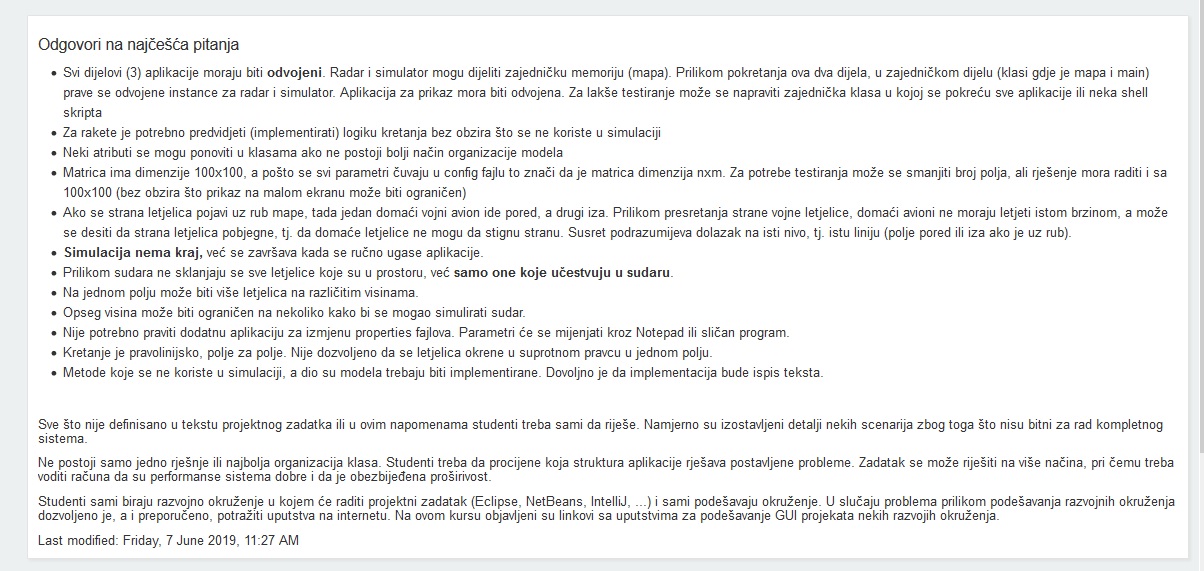 Odgovori na najčešća pitanja
Svi dijelovi (3) aplikacije moraju biti odvojeni. Radar i simulator mogu dijeliti zajedničku memoriju (mapa). Prilikom pokretanja ova dva dijela, u zajedničkom dijelu (klasi gdje je mapa i main)
prave se odvojene instance za radar i simulator. Aplikacija za prikaz mora biti odvojena. Za lakše testiranje može se napraviti zajednička klasa u kojoj se pokreću sve aplikacije ili neka shell
skripta
Za rakete je potrebno predvidjeti (implementirati) logiku kretanja bez obzira što se ne koriste u simulaciji
Neki atributi se mogu ponoviti u klasama ako ne postoji bolji način organizacije modela
Matrica ima dimenzije 100x100, a pošto se svi parametri čuvaju u config fajlu to znači da je matrica dimenzija nxm. Za potrebe testiranja može se smanjiti broj polja, ali rješenje mora raditi i sa
100x100 (bez obzira što prikaz na malom ekranu može biti ograničen)
Ako se strana letjelica pojavi uz rub mape, tada jedan domaći vojni avion ide pored, a drugi iza. Prilikom presretanja strane vojne letjelice, domaći avioni ne moraju letjeti istom brzinom, a može
se desiti da strana letjelica pobjegne, tj. da domaće letjelice ne mogu da stignu stranu. Susret podrazumijeva dolazak na isti nivo, tj. istu liniju (polje pored ili iza ako je uz rub).
Simulacija nema kraj, već se završava kada se ručno ugase aplikacije.
Prilikom sudara ne sklanjaju se sve letjelice koje su u prostoru, već samo one koje učestvuju u sudaru.
Na jednom polju može biti više letjelica na različitim visinama.
Opseg visina može biti ograničen na nekoliko kako bi se mogao simulirati sudar.
Nije potrebno praviti dodatnu aplikaciju za izmjenu properties fajlova. Parametri će se mijenjati kroz Notepad ili sličan program.
Kretanje je pravolinijsko, polje za polje. Nije dozvoljeno da se letjelica okrene u suprotnom pravcu u jednom polju.
Metode koje se ne koriste u simulaciji, a dio su modela trebaju biti implementirane. Dovoljno je da implementacija bude ispis teksta.
Sve što nije definisano u tekstu projektnog zadatka ili u ovim napomenama studenti treba sami da riješe. Namjerno su izostavljeni detalji nekih scenarija zbog toga što nisu bitni za rad kompletnog
sistema.
Ne postoji samo jedno rješnje ili najbolja organizacija klasa. Studenti treba da procijene koja struktura aplikacije rješava postavljene probleme. Zadatak se može riješiti na više načina, pri čemu treba
voditi računa da su performanse sistema dobre i da je obezbijeđena proširivost.
Studenti sami biraju razvojno okruženje u kojem će raditi projektni zadatak (Eclipse, NetBeans, IntelliJ, ...) i sami podešavaju okruženje. U slučaju problema prilikom podešavanja razvojnih okruženja
dozvoljeno je, a i preporučeno, potražiti uputstva na internetu. Na ovom kursu objavljeni su linkovi sa uputstvima za podešavanje GUI projekata nekih razvojih okruženja.
Last modified: Friday, 7 June 2019, 11:27 AM